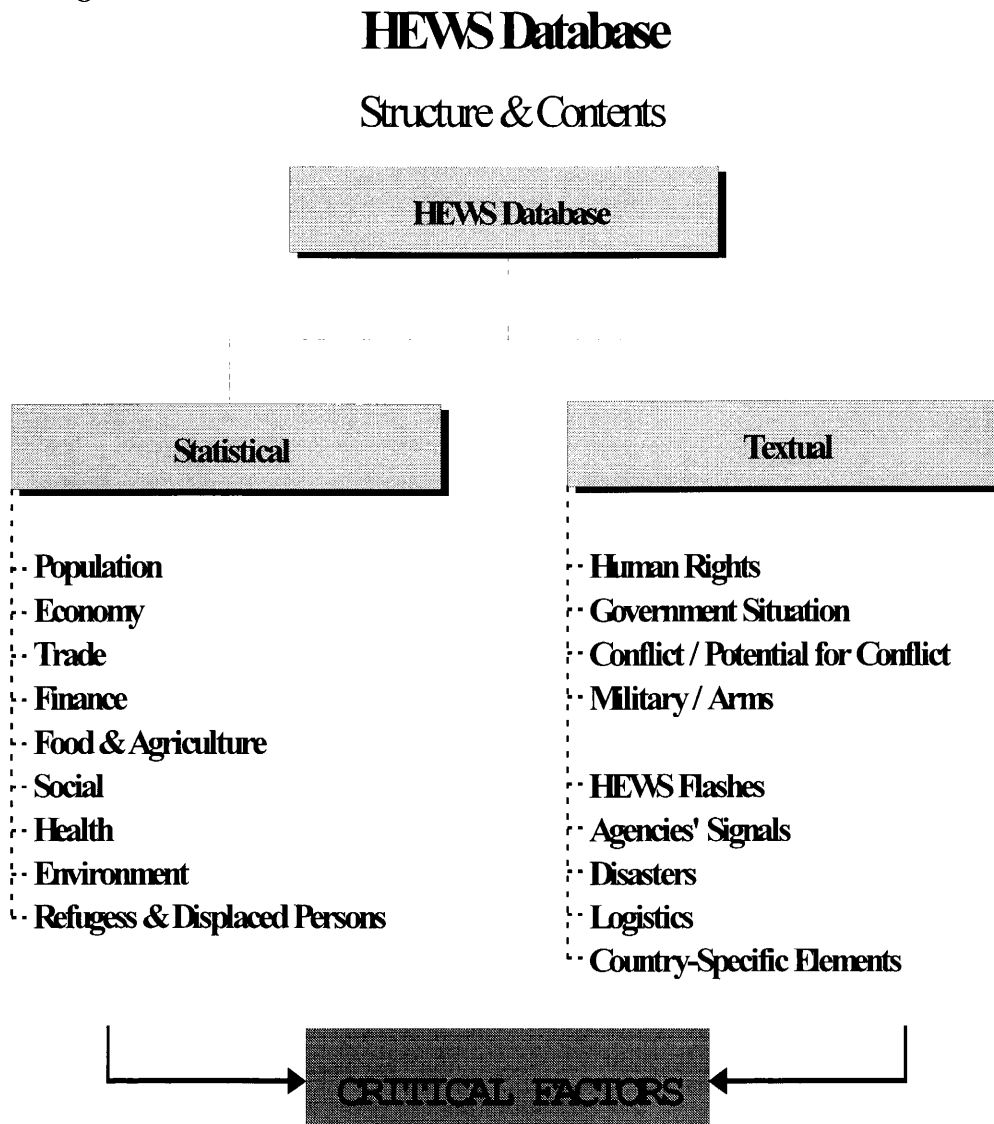 HEWS Database
Structure & Contents
HEWS Database
Statistical
Population
Economy
Trade
Finance
Food & Agriculture
Social
Health
Environment
Refugess & Displaced Persons
Textual
Human Rights
Government Situation
Conflict / Potential for Conflict
Military / Arms
HEWS Flashes
Agencies' Signals
Disasters
Logistics
Country-Specific Elements
CRITICAL FACTORS